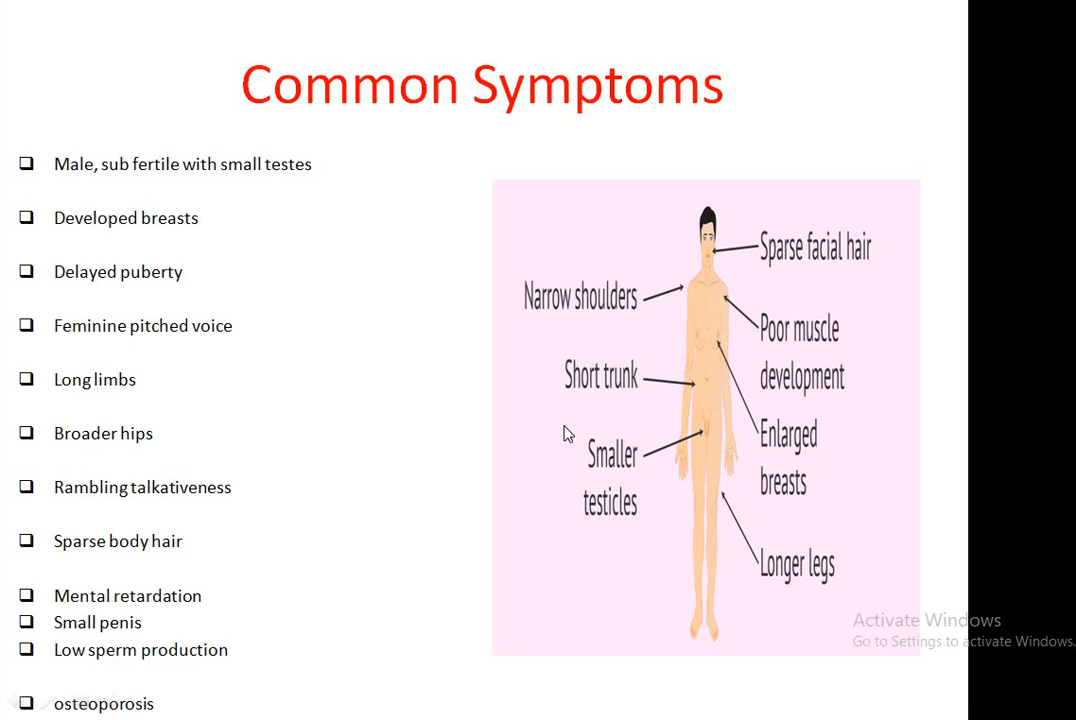 Common Symptoms
Male, sub fertile with small testes
Developed breasts
Delayed puberty
Feminine pitched voice
Long limbs
Broader hips
Rambling talkativeness
Sparse body hair
Mental retardation
Small penis
Low sperm production
osteoporosis
Sparse facial hair
Narrow shoulders
Poor muscle
development
Short trunk
Enlarged
breasts
Smaller
testicles
Longer legs
Activate Windows
Go to Settings to activate Windows.